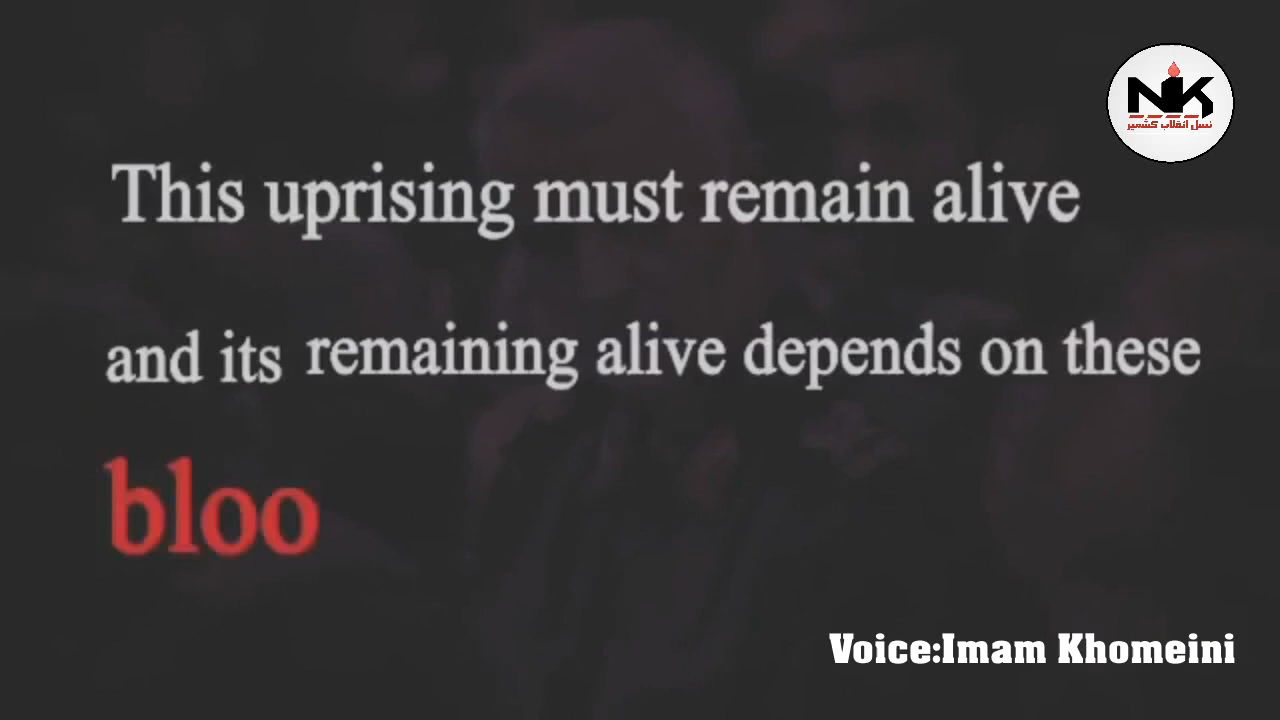 NK
نسل انقلاب کشمیر
This uprising must remain alive
and its remaining alive depends on these
bloo
Voice:Imam Khomeini